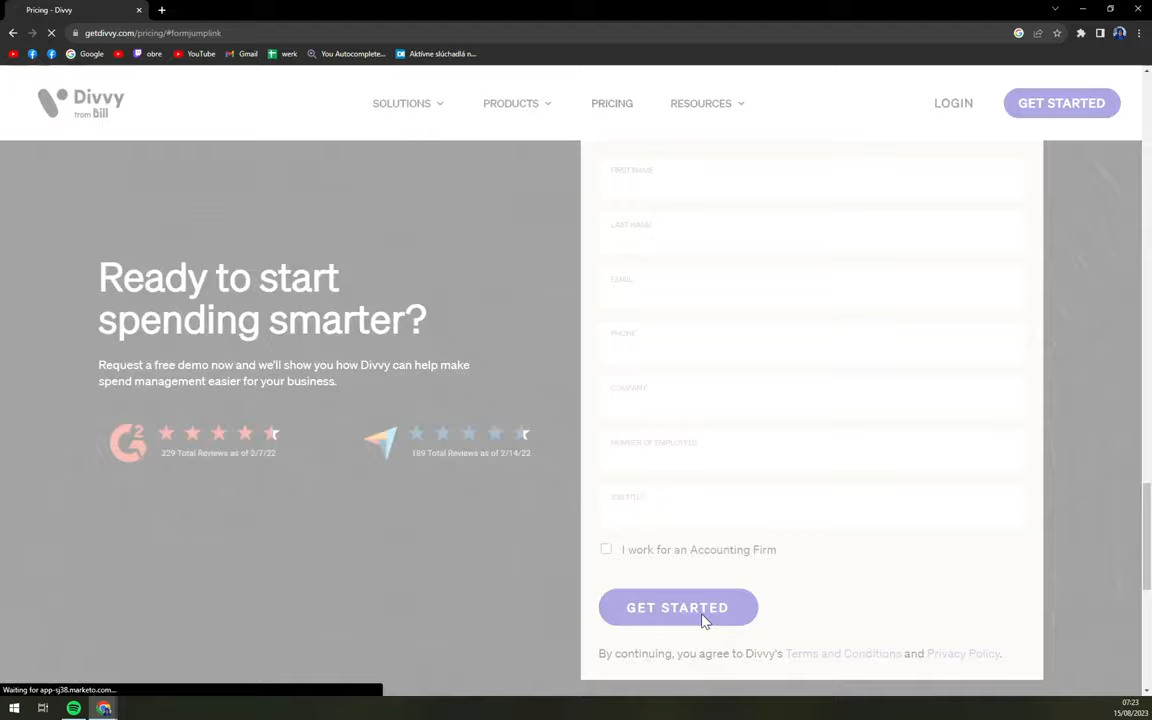 Pricing - Divvy
getdivvy.com/pricing/#formjumplink
Google
obre
YouTube
Gmail
werk
You Autocomplete...
Aktívne slúchadlá n...
Divvy
from bill
SOLUTIONS
PRODUCTS
PRICING
RESOURCES
LOGIN
GET STARTED
FIRST NAME
LAST NAME
EMAIL
PHONE
COMPANY
NUMBER OF EMPLOYEES
JOB TITLE
Ready to start
spending smarter?
Request a free demo now and we'll show you how Divvy can help make
spend management easier for your business.
G2
329 Total Reviews as of 2/7/22
189 Total Reviews as of 2/14/22
I work for an Accounting Firm
GET STARTED
By continuing, you agree to Divvy's Terms and Conditions and Privacy Policy.
Waiting for app-sj38.marketo.com...
07:23
15/08/2023